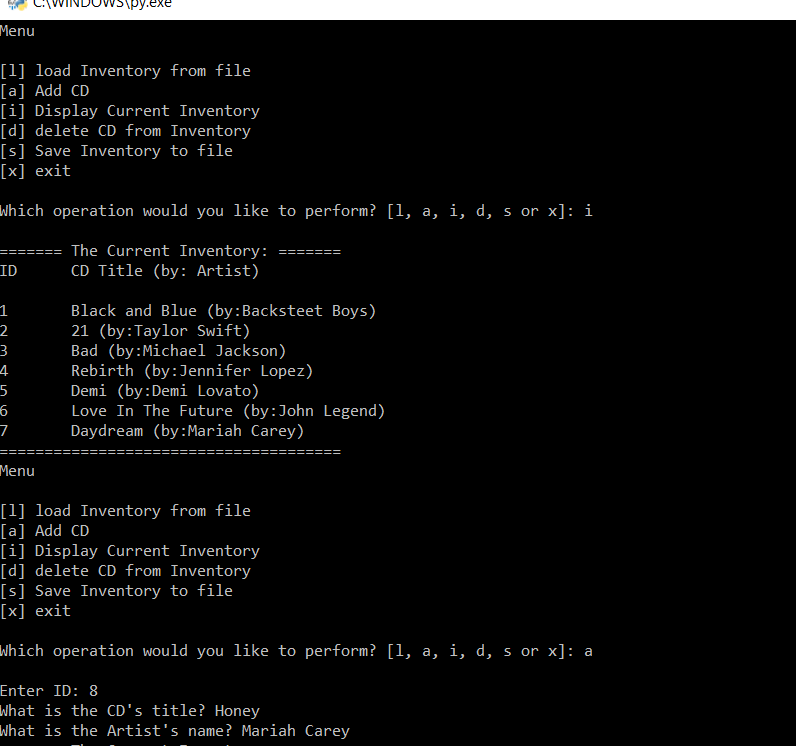 C:\WINDOWS\py.exe
Menu
[l] load Inventory from file
[a] Add CD
[i] Display Current Inventory
[d] delete CD from Inventory
[s] Save Inventory to file
[x] exit
Which operation would you like to perform? [l, a, i, d, s or x]: i
======= The Current Inventory: =======
ID CD Title (by: Artist)
1 Black and Blue (by:Backsteet Boys)
2 21 (by:Taylor Swift)
3 Bad (by:Michael Jackson)
4 Rebirth (by:Jennifer Lopez)
5 Demi (by:Demi Lovato)
6 Love In The Future (by:John Legend)
7 Daydream (by:Mariah Carey)
======================================
Menu
[l] load Inventory from file
[a] Add CD
[i] Display Current Inventory
[d] delete CD from Inventory
[s] Save Inventory to file
[x] exit
Which operation would you like to perform? [l, a, i, d, s or x]: a
Enter ID: 8
What is the CD's title? Honey
What is the Artist's name? Mariah Carey